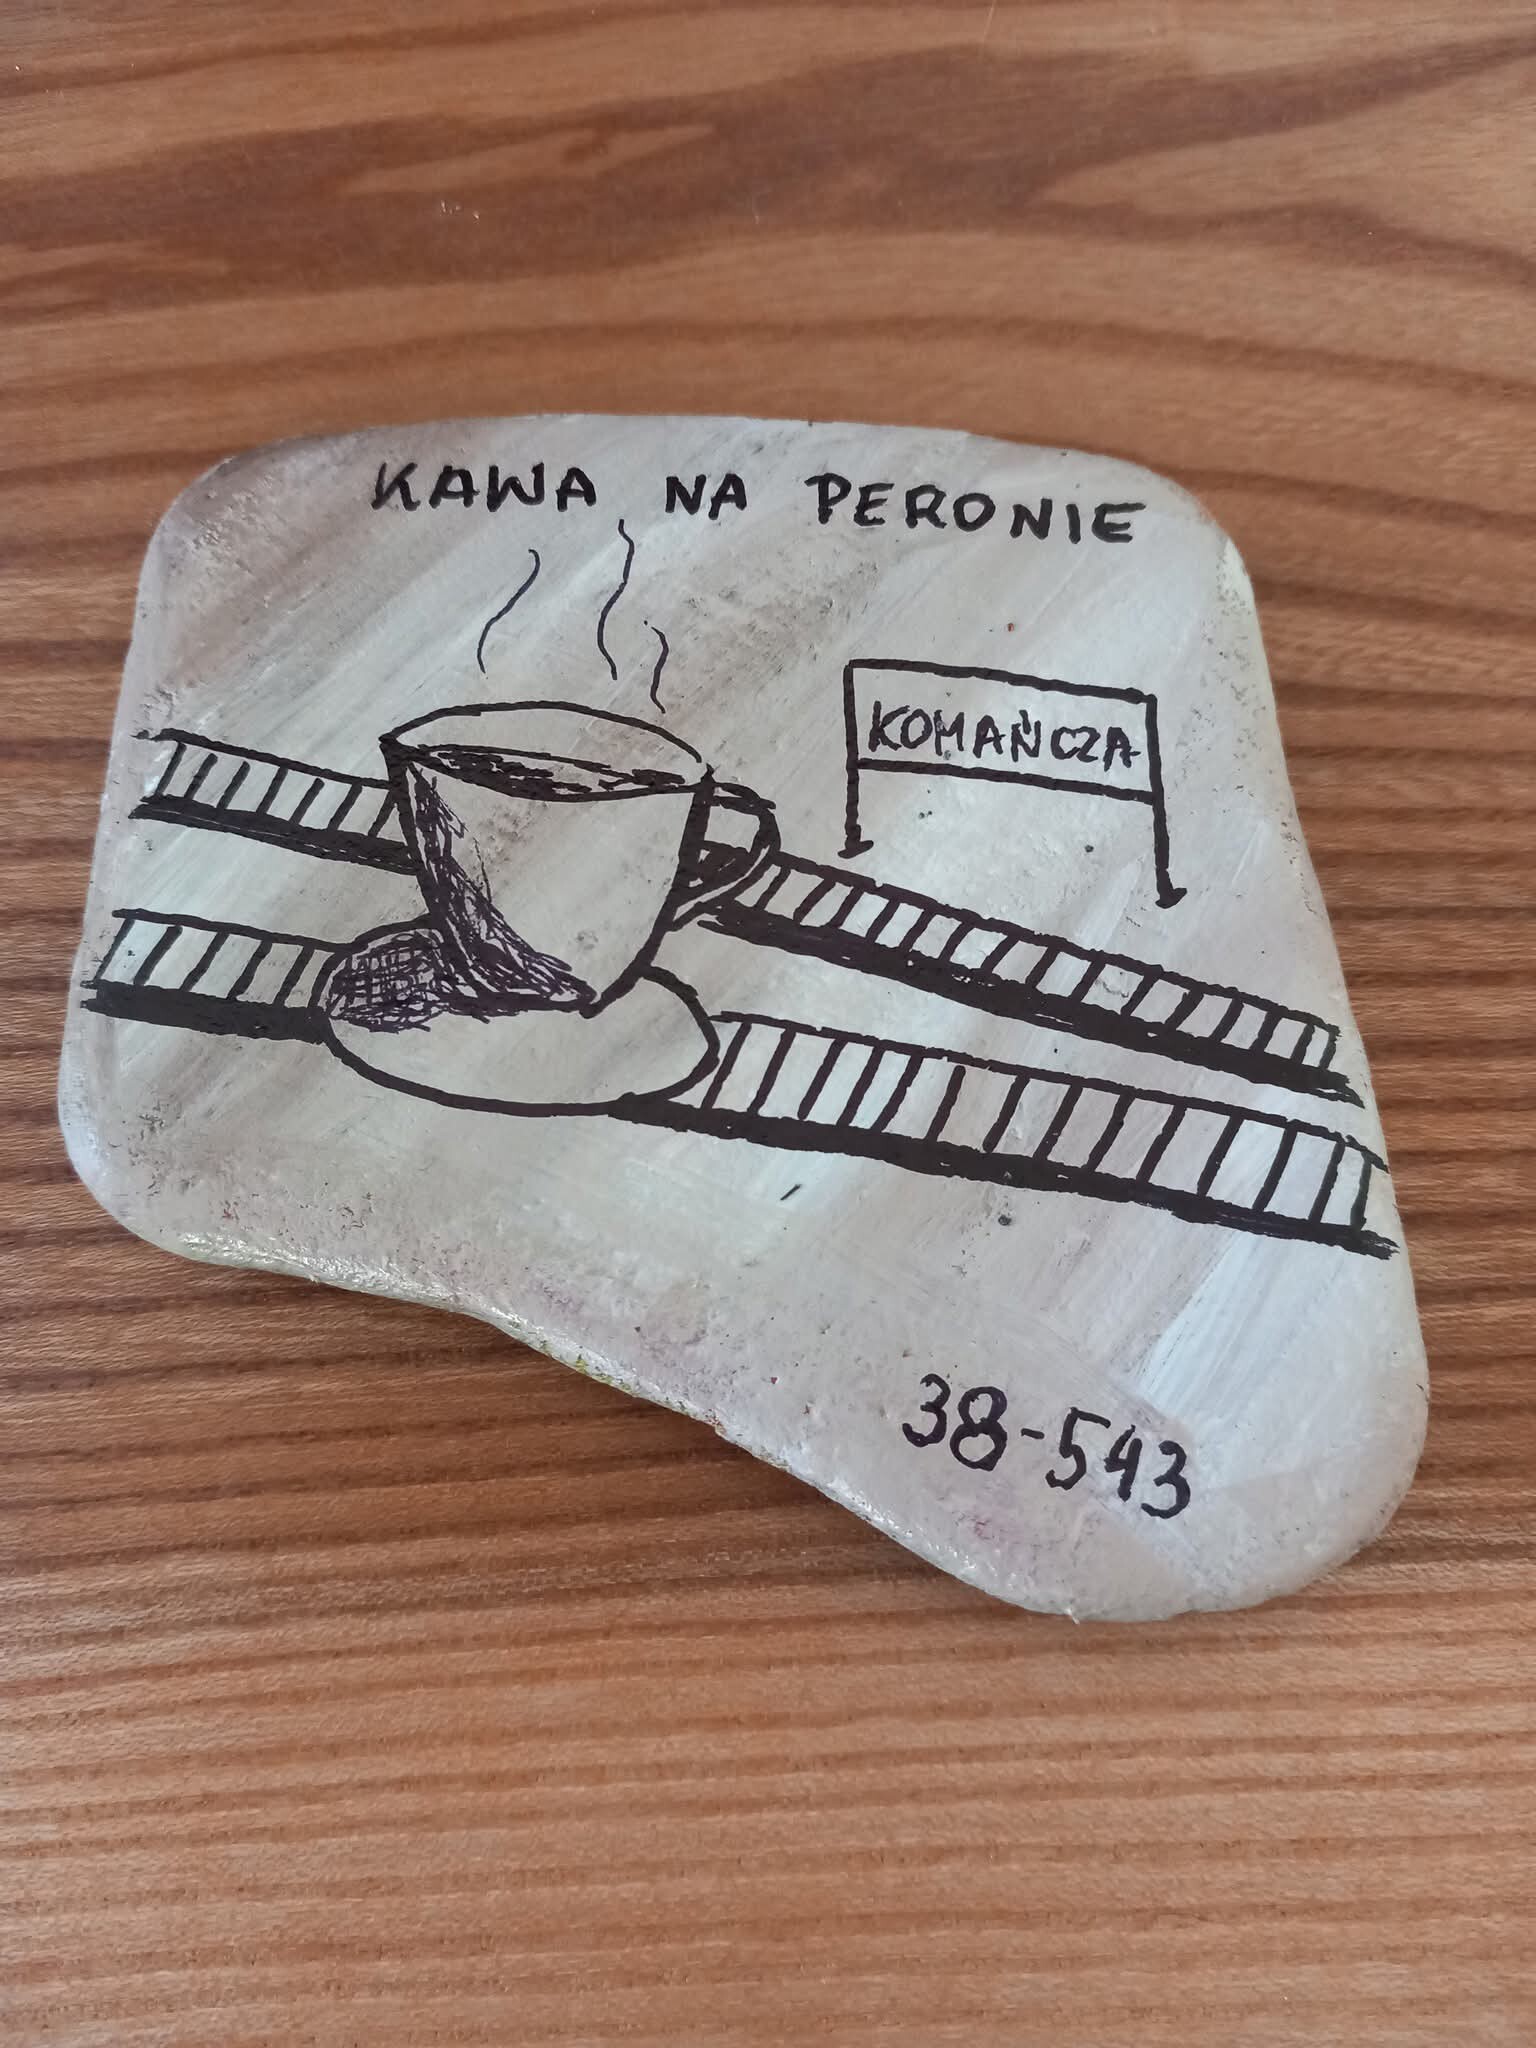 KAWA NA PERONIE
KOMAŃCZA
38-543